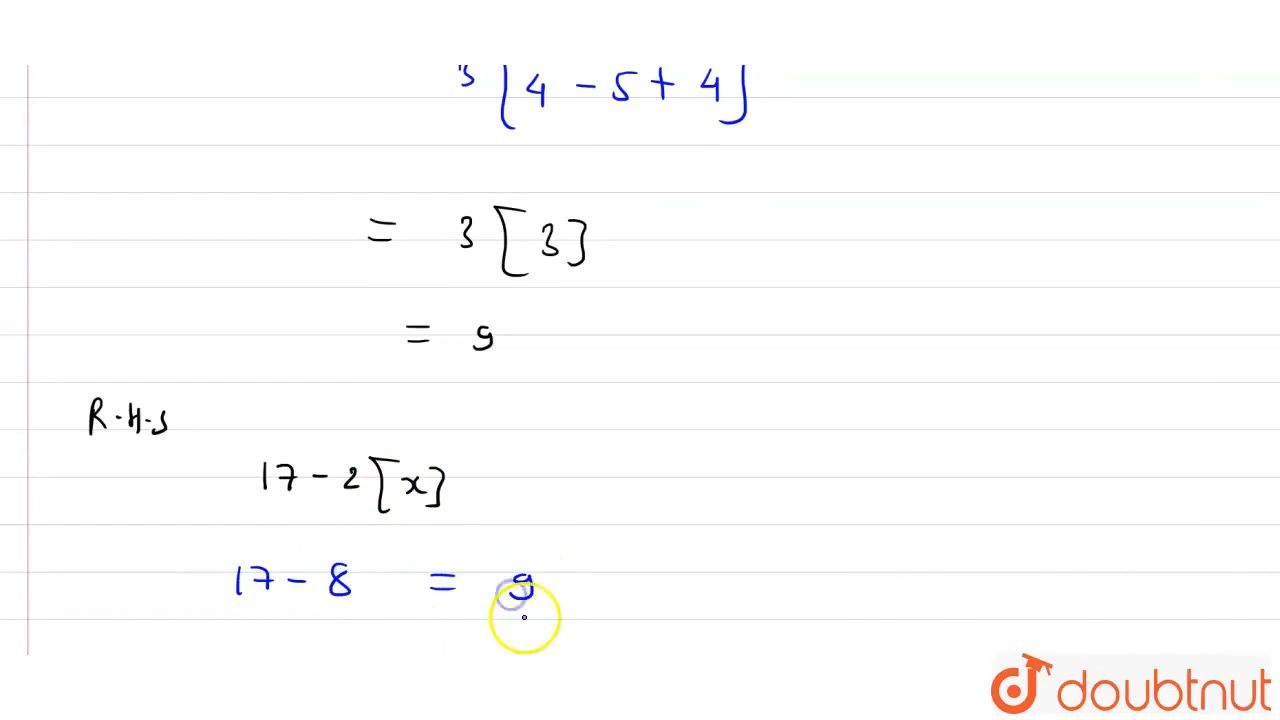 3 [4 - 5 + 4]
= 3 [3]
= 9
R.H.S
17 - 2 [x]
17 - 8 = 9
doubtnut